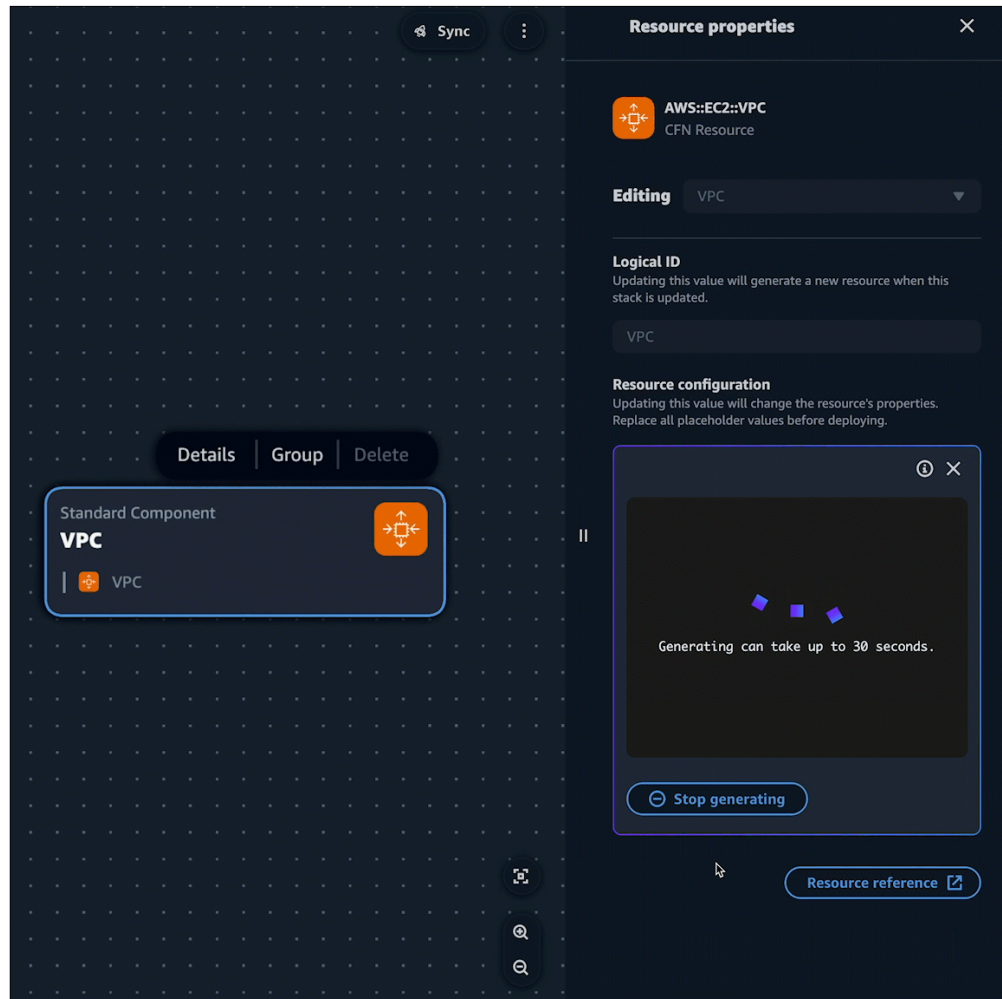 Sync
Resource properties
AWS::EC2::VPC
CFN Resource
Editing
VPC
Logical ID
Updating this value will generate a new resource when this
stack is updated.
VPC
Resource configuration
Updating this value will change the resource's properties.
Replace all placeholder values before deploying.
Details
Group
Delete
Standard Component
VPC
VPC
Generating can take up to 30 seconds.
Stop generating
Resource reference